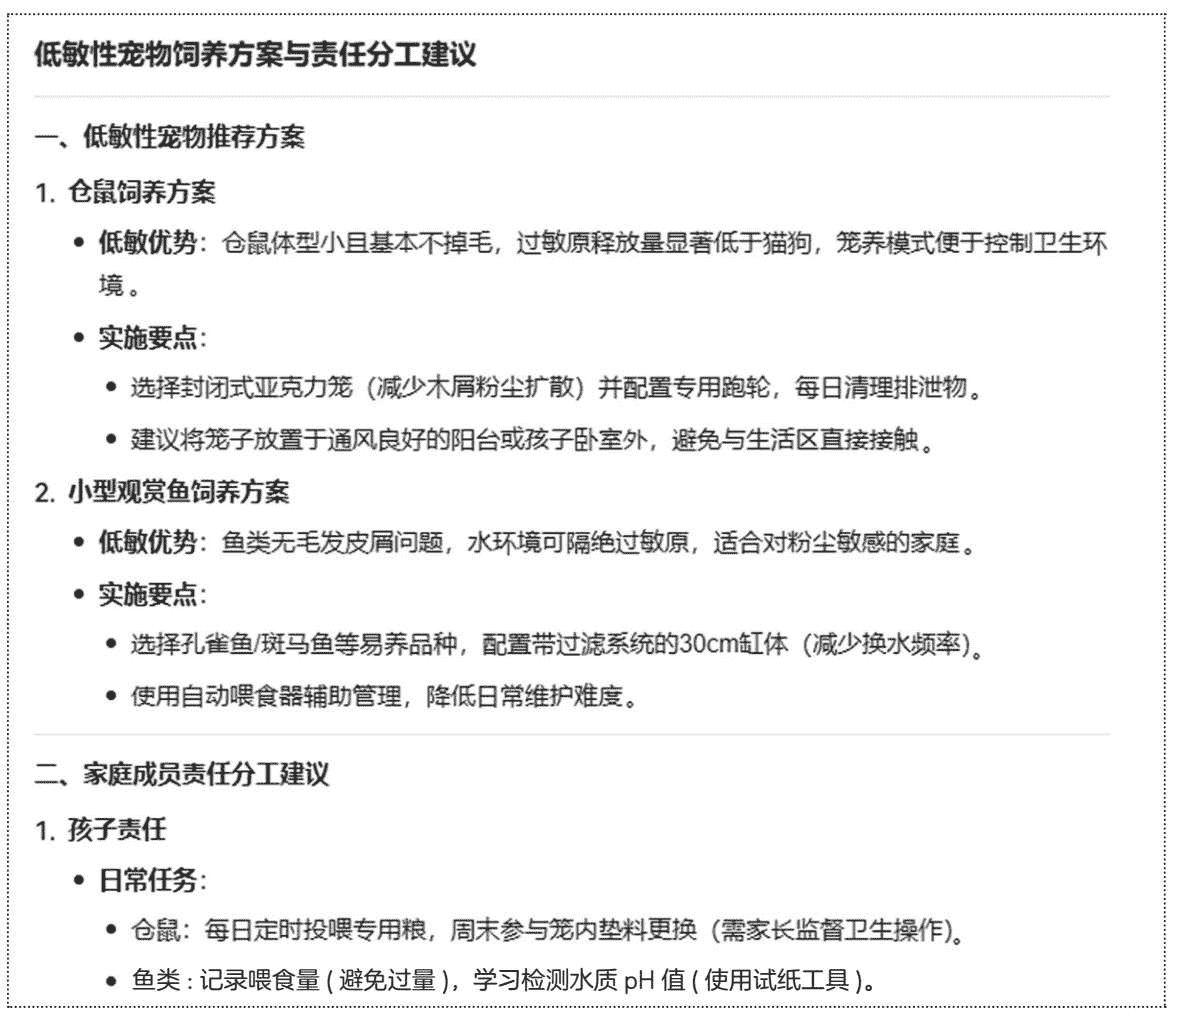 低敏性宠物饲养方案与责任分工建议
一、低敏性宠物推荐方案
1. 仓鼠饲养方案
• 低敏优势：仓鼠体型小且基本不掉毛，过敏原释放量显著低于猫狗，笼养模式便于控制卫生环
境。
• 实施要点：
• 选择封闭式亚克力笼（减少木屑粉尘扩散）并配置专用跑轮，每日清理排泄物。
• 建议将笼子放置于通风良好的阳台或孩子卧室外，避免与生活区直接接触。
2. 小型观赏鱼饲养方案
• 低敏优势：鱼类无毛发皮屑问题，水环境可隔绝过敏原，适合对粉尘敏感的家庭。
• 实施要点：
• 选择孔雀鱼/斑马鱼等易养品种，配置带过滤系统的30cm缸体（减少换水频率）。
• 使用自动喂食器辅助管理，降低日常维护难度。
二、家庭成员责任分工建议
1. 孩子责任
• 日常任务：
• 仓鼠：每日定时投喂专用粮，周末参与笼内垫料更换（需家长监督卫生操作）。
• 鱼类 : 记录喂食量 ( 避免过量 )，学习检测水质 pH 值 ( 使用试纸工具 )。